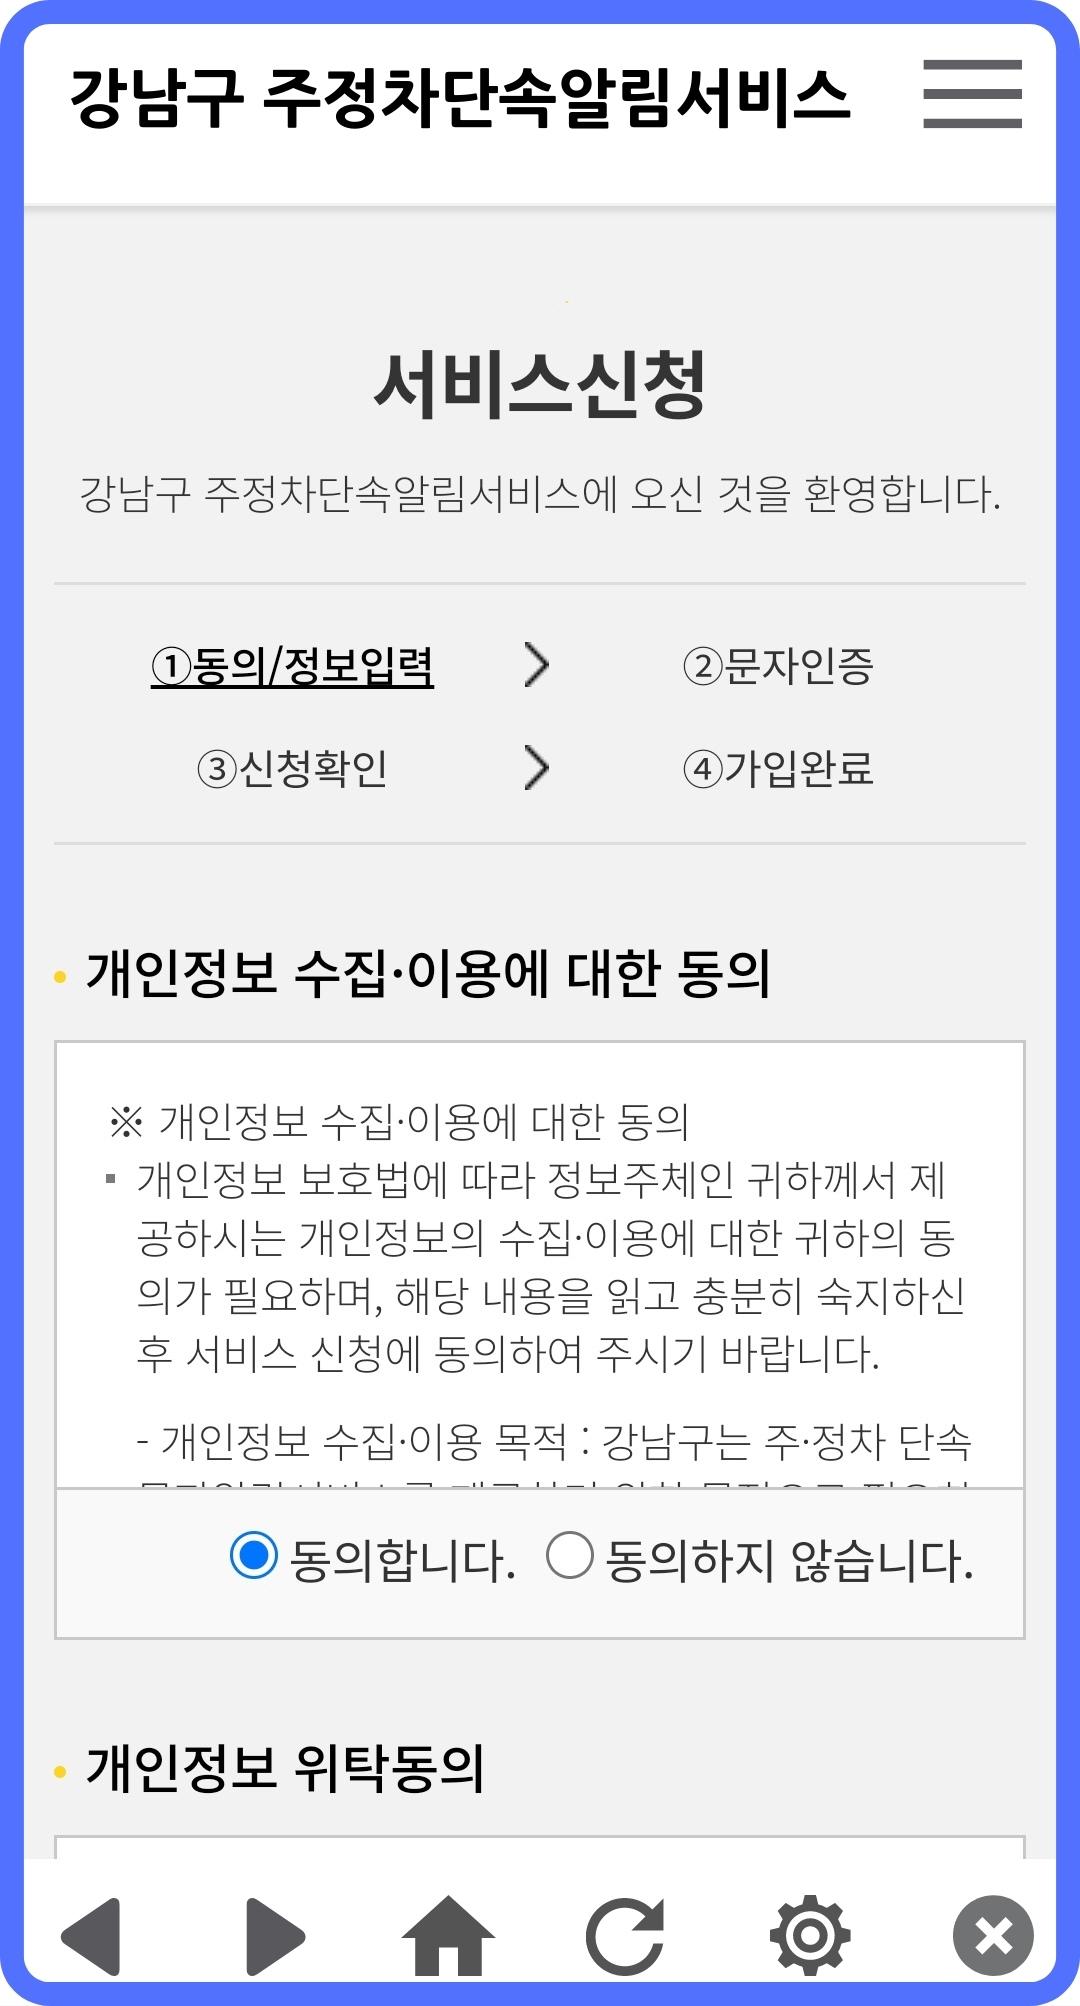 강남구 주정차단속알림서비스
서비스신청
강남구 주정차단속알림서비스에 오신 것을 환영합니다.
①동의/정보입력
②문자인증
③신청확인
④가입완료
개인정보 수집·이용에 대한 동의
※ 개인정보 수집·이용에 대한 동의
▪ 개인정보 보호법에 따라 정보주체인 귀하께서 제
공하시는 개인정보의 수집·이용에 대한 귀하의 동
의가 필요하며, 해당 내용을 읽고 충분히 숙지하신
후 서비스 신청에 동의하여 주시기 바랍니다.
- 개인정보 수집·이용 목적 : 강남구는 주·정차 단속
동의합니다. 동의하지 않습니다.
개인정보 위탁동의